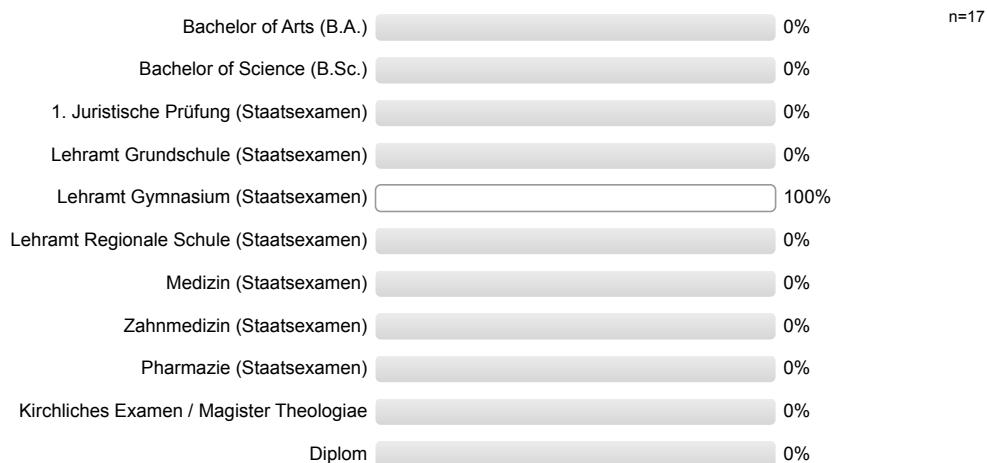 n=17
Bachelor of Arts (B.A.) 0%
Bachelor of Science (B.Sc.) 0%
1. Juristische Prüfung (Staatsexamen) 0%
Lehramt Grundschule (Staatsexamen) 0%
Lehramt Gymnasium (Staatsexamen) 100%
Lehramt Regionale Schule (Staatsexamen) 0%
Medizin (Staatsexamen) 0%
Zahnmedizin (Staatsexamen) 0%
Pharmazie (Staatsexamen) 0%
Kirchliches Examen / Magister Theologiae 0%
Diplom 0%